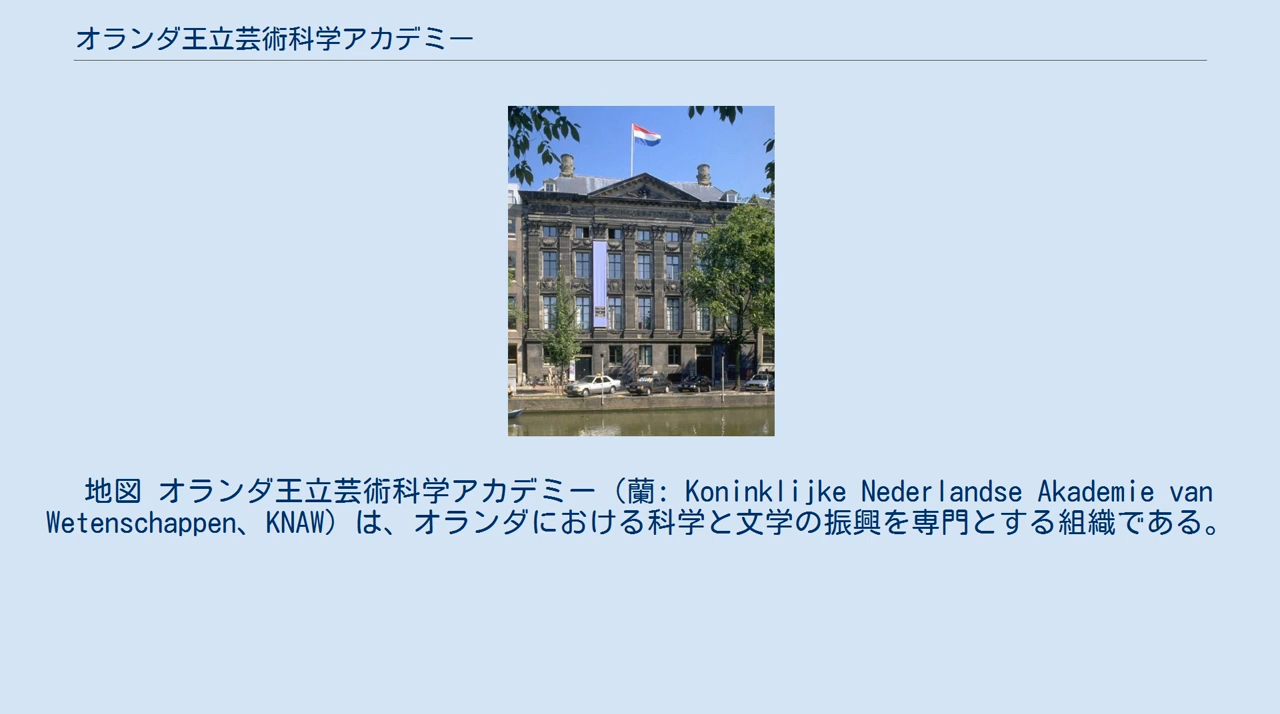 オランダ王立芸術科学アカデミー
地図 オランダ王立芸術科学アカデミー（蘭: Koninklijke Nederlandse Akademie van
Wetenschappen、KNAW）は、オランダにおける科学と文学の振興を専門とする組織である。